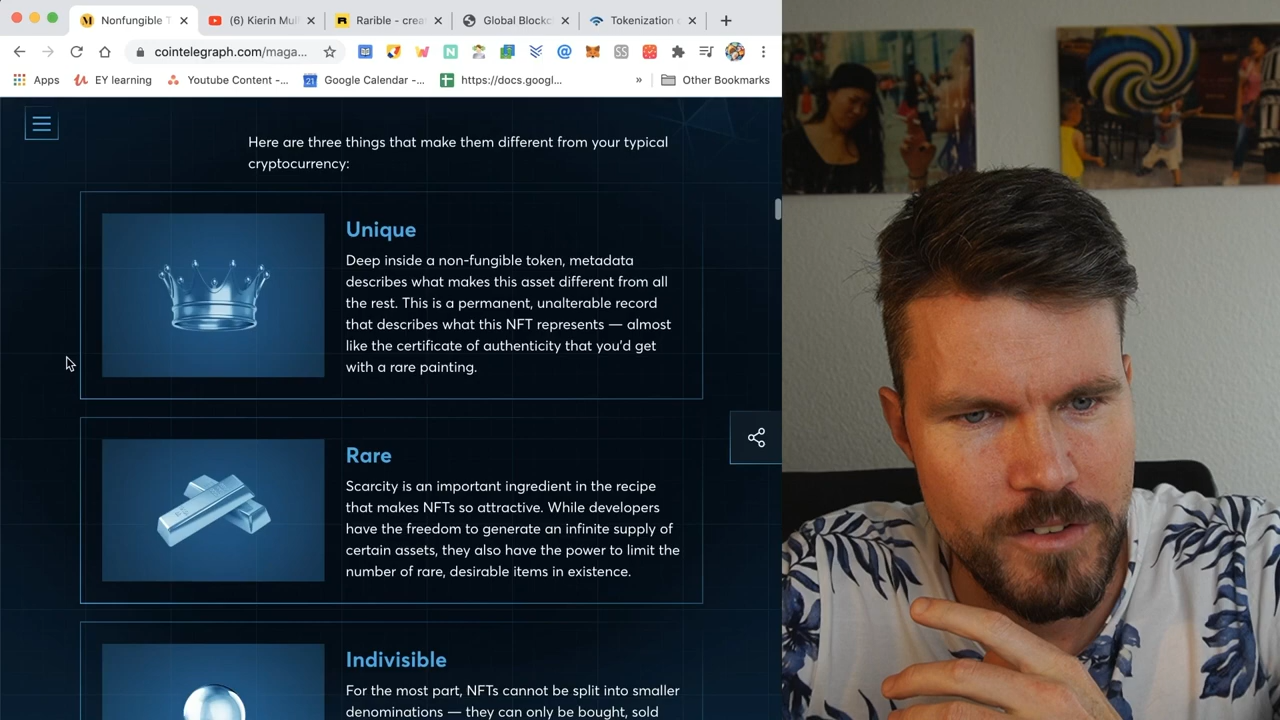 Nonfungible T
(6) Kierin Mul
Rarible - crea
Global Blockc
Tokenization o
cointelegraph.com/maga...
Apps
EY learning
Youtube Content -...
Google Calendar -...
https://docs.googl...
»
Other Bookmarks
Here are three things that make them different from your typical
cryptocurrency:
Unique
Deep inside a non-fungible token, metadata
describes what makes this asset different from all
the rest. This is a permanent, unalterable record
that describes what this NFT represents — almost
like the certificate of authenticity that you'd get
with a rare painting.
Rare
Scarcity is an important ingredient in the recipe
that makes NFTs so attractive. While developers
have the freedom to generate an infinite supply of
certain assets, they also have the power to limit the
number of rare, desirable items in existence.
Indivisible
For the most part, NFTs cannot be split into smaller
denominations — they can only be bought, sold